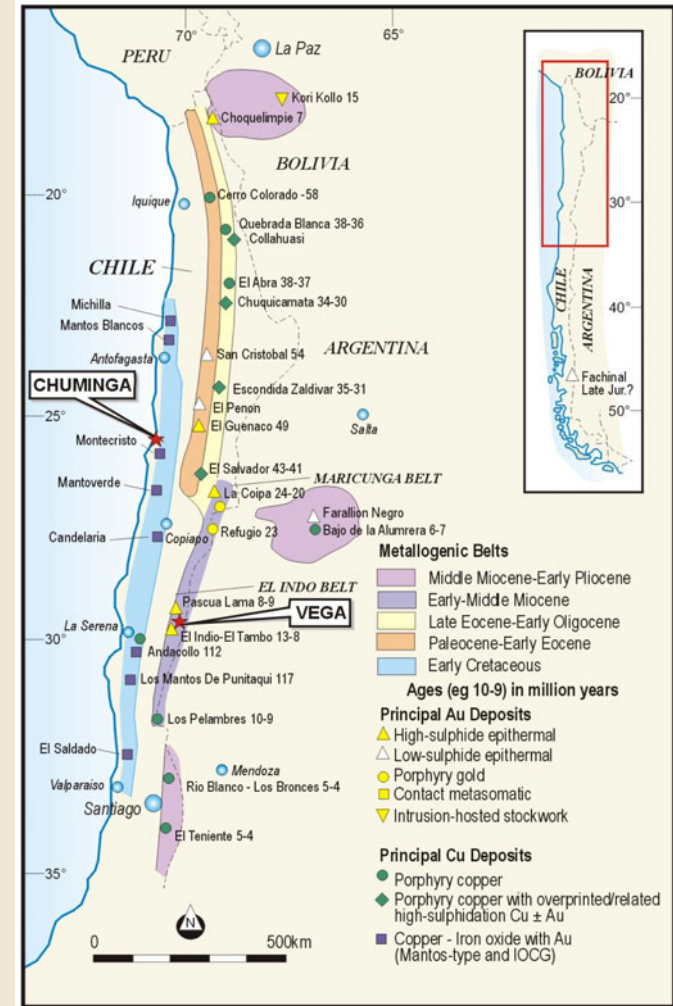 PERU
70°
65°
La Paz
Kori Kollo 15
Choquelimpie 7
BOLIVIA
20°
Iquique
Cerro Colorado -58
Quebrada Blanca 38-36
Collahuasi
CHILE
El Abra 38-37
Michilla
Chuquicamata 34-30
Mantos Blancos
Antofagasta
San Cristobal 54
ARGENTINA
CHUMINGA
Escondida Zaldivar 35-31
El Penon
25°
El Guenaco 49
Salta
Montecristo
El Salvador 43-41
MARICUNGA BELT
Mantoverde
La Coipa 24-20
Farallion Negro
Candelaria
Copiapo
Refugio 23
Bajo de la Alumrera 6-7
EL INDO BELT
Pascua Lama 8-9
VEGA
La Serena
30°
El Indio-El Tambo 13-8
Andacollo 112
Los Mantos De Punitaqui 117
Los Pelambres 10-9
El Saldado
Mendoza
Valparaiso
Rio Blanco - Los Bronces 5-4
Santiago
El Teniente 5-4
35°
N
0
500km
BOLIVIA
20°
30°
40°
CHILE
ARGENTINA
Fachinal
Late Jur.?
50°
Metallogenic Belts
Middle Miocene-Early Pliocene
Early-Middle Miocene
Late Eocene-Early Oligocene
Paleocene-Early Eocene
Early Cretaceous
Ages (eg 10-9) in million years
Principal Au Deposits
High-sulphide epithermal
Low-sulphide epithermal
Porphyry gold
Contact metasomatic
Intrusion-hosted stockwork
Principal Cu Deposits
Porphyry copper
Porphyry copper with overprinted/related
high-sulphidation Cu ± Au
Copper - Iron oxide with Au
(Mantos-type and IOCG)